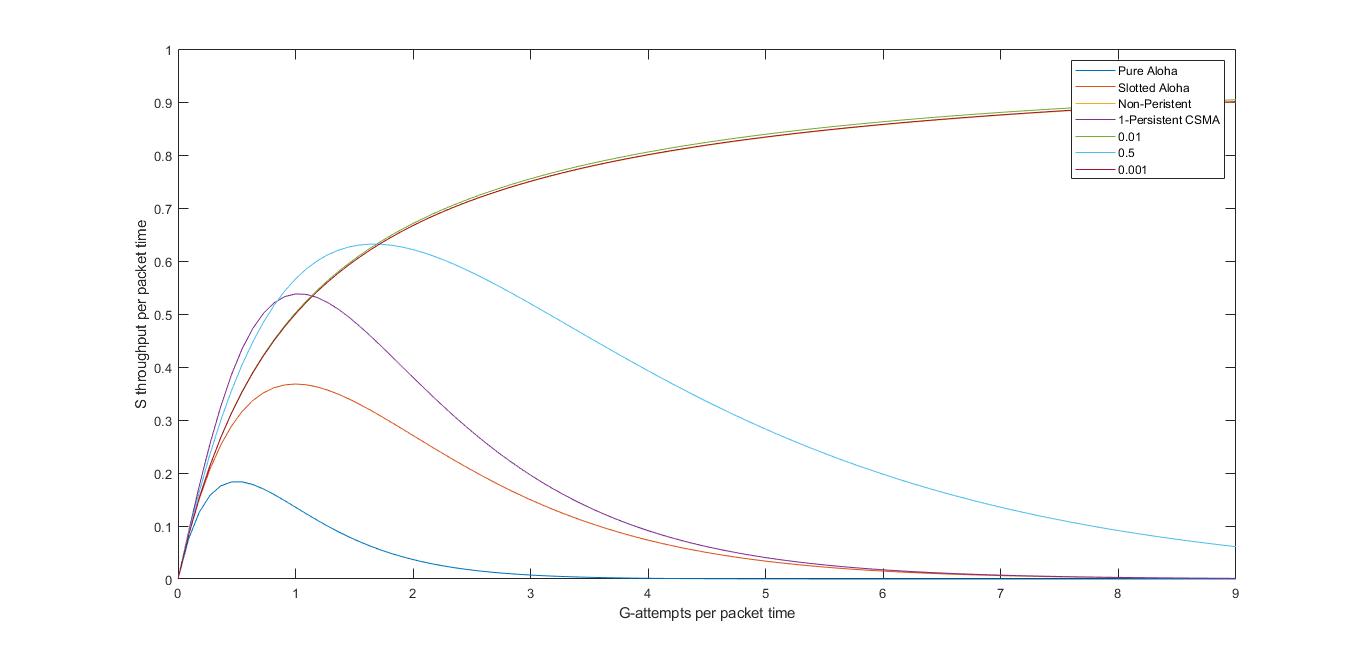 1
0.9
0.8
0.7
0.6
0.5
0.4
0.3
0.2
0.1
0
S throughput per packet time
Pure Aloha
Slotted Aloha
Non-Peristent
1-Persistent CSMA
0.01
0.5
0.001
0 1 2 3 4 5 6 7 8 9
G-attempts per packet time